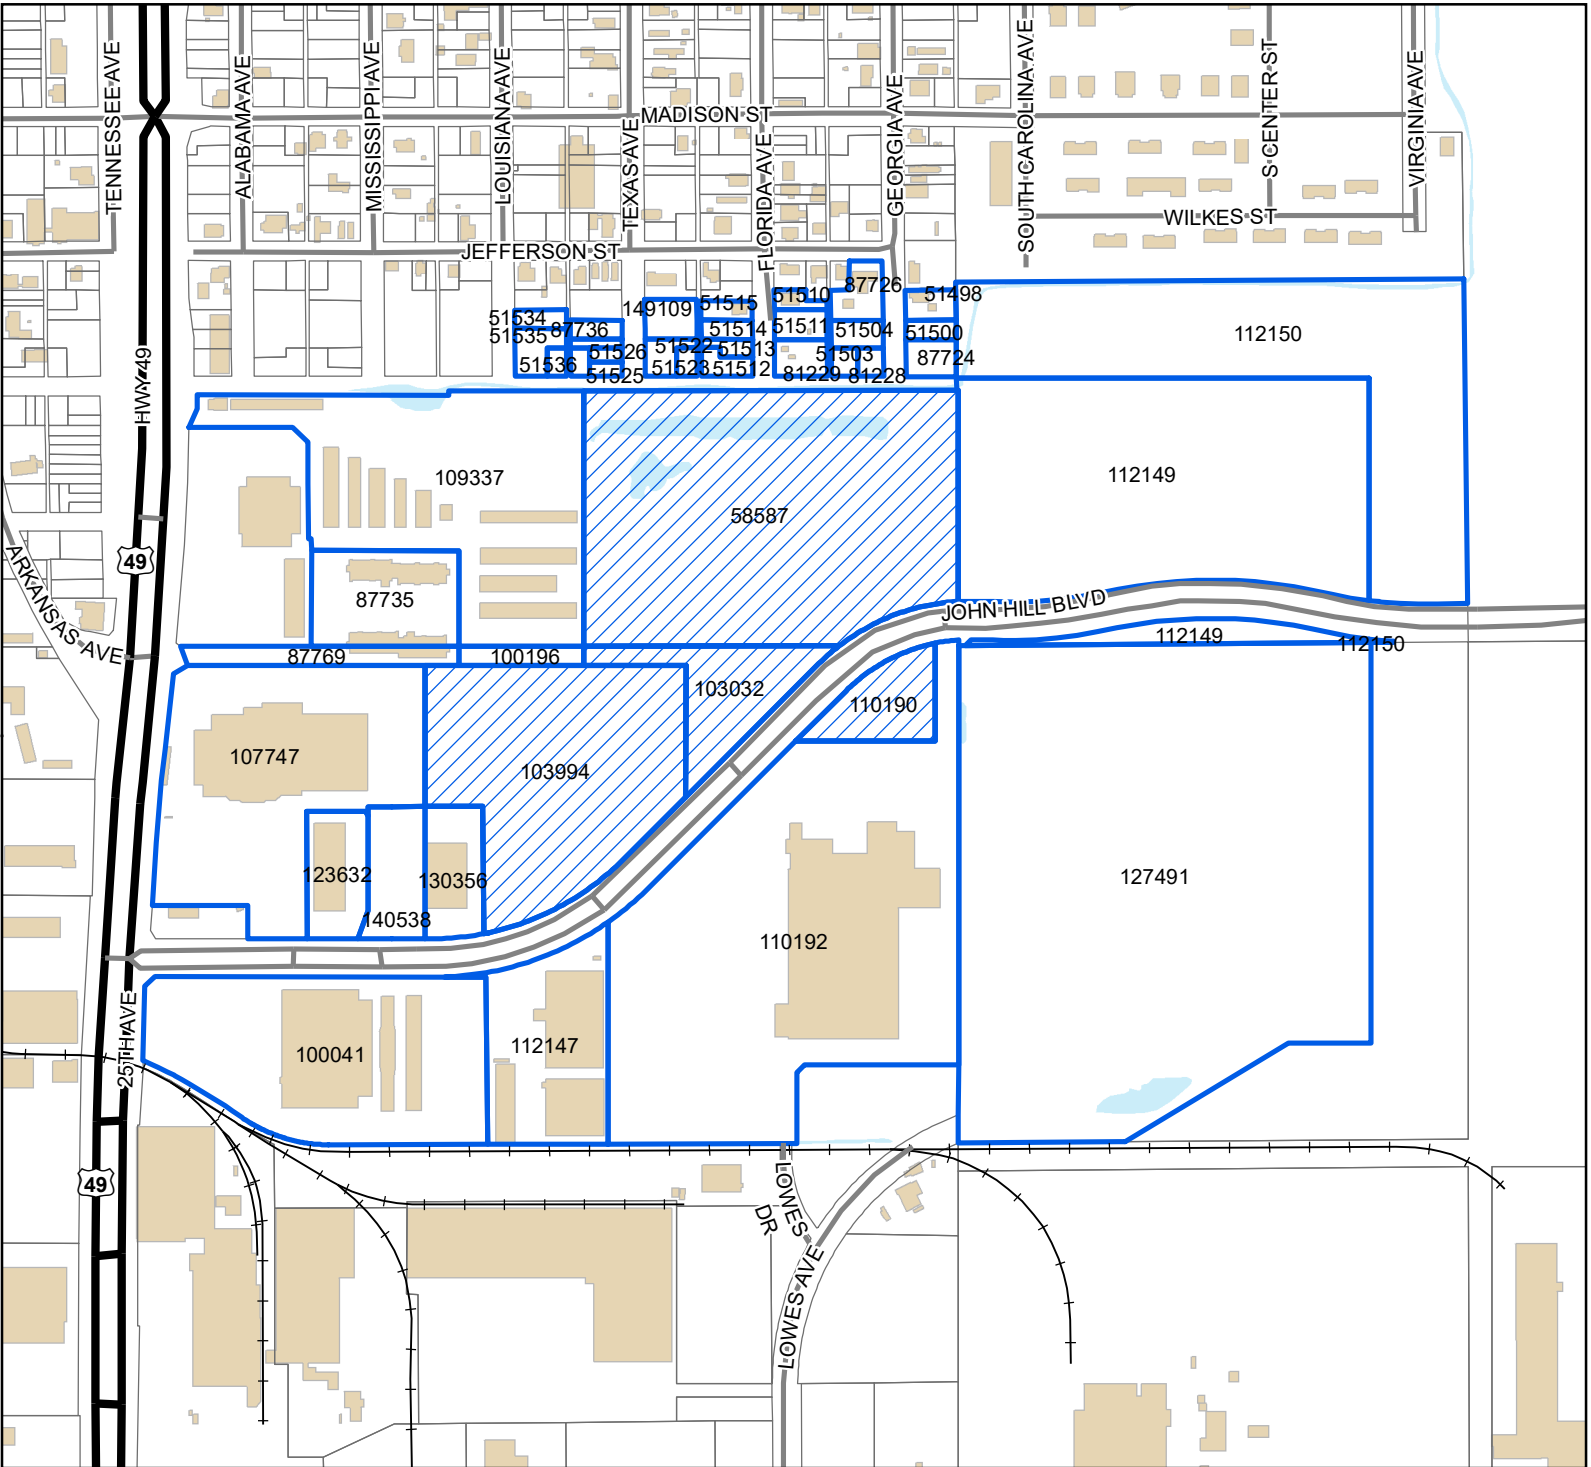 TENNESSEE AVE
ALABAMA AVE
MISSISSIPPI AVE
LOUISIANA AVE
TEXAS AVE
FLORIDA AVE
GEORGIA AVE
SOUTH CAROLINA AVE
S CENTER ST
VIRGINIA AVE
MADISON ST
WILKES ST
JEFFERSON ST
HWY 49
87726
51510
51498
149109
51515
51534
87736
51514
51511
51504
51500
112150
51535
51522
51513
51503
87724
51526
51536
51525
51523
51512
81229
81228
109337
112149
58587
49
ARKANSAS AVE
87735
JOHN HILL BLVD
112149
112150
87769
100196
103032
110190
107747
103994
123632
130356
140538
127491
110192
25TH AVE
100041
112147
49
LOWES DR
LOWES AVE